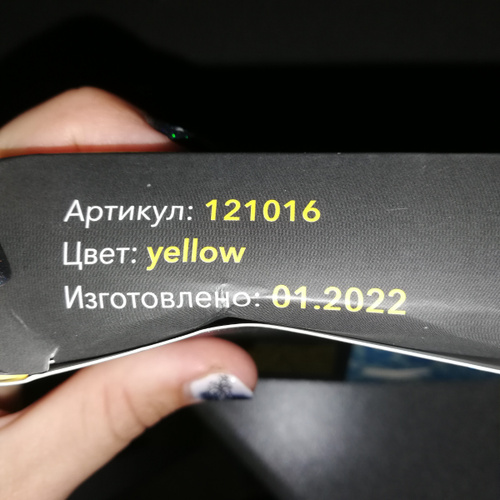 Артикул: 121016
Цвет: yellow
Изготовлено: 01.2022